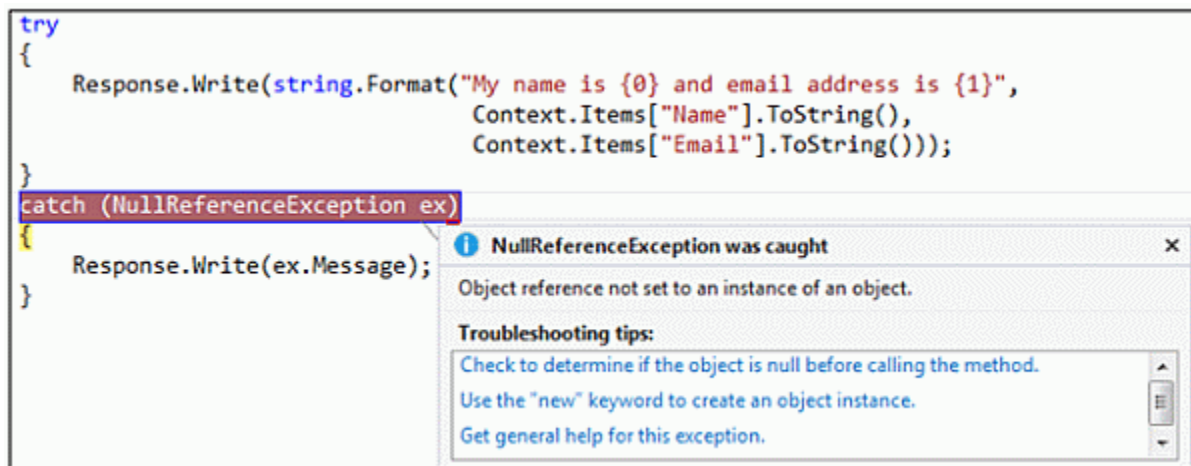 try
{
Response.Write(string.Format("My name is {0} and email address is {1}",
Context.Items["Name"].ToString(),
Context.Items["Email"].ToString()));
}
catch (NullReferenceException ex)
{
Response.Write(ex.Message);
}
NullReferenceException was caught
Object reference not set to an instance of an object.
Troubleshooting tips:
Check to determine if the object is null before calling the method.
Use the "new" keyword to create an object instance.
Get general help for this exception.